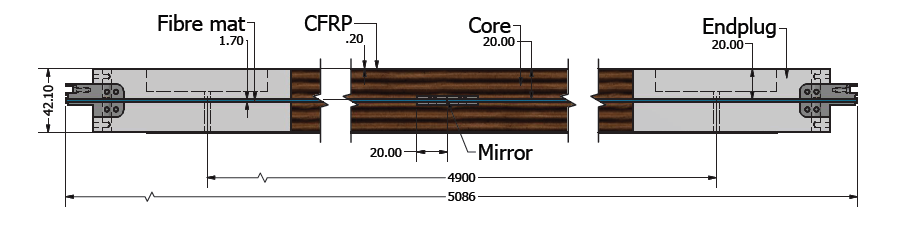 Fibre mat
1.70
CFRP
.20
Core
20.00
Endplug
20.00
42.10
20.00
Mirror
4900
5086